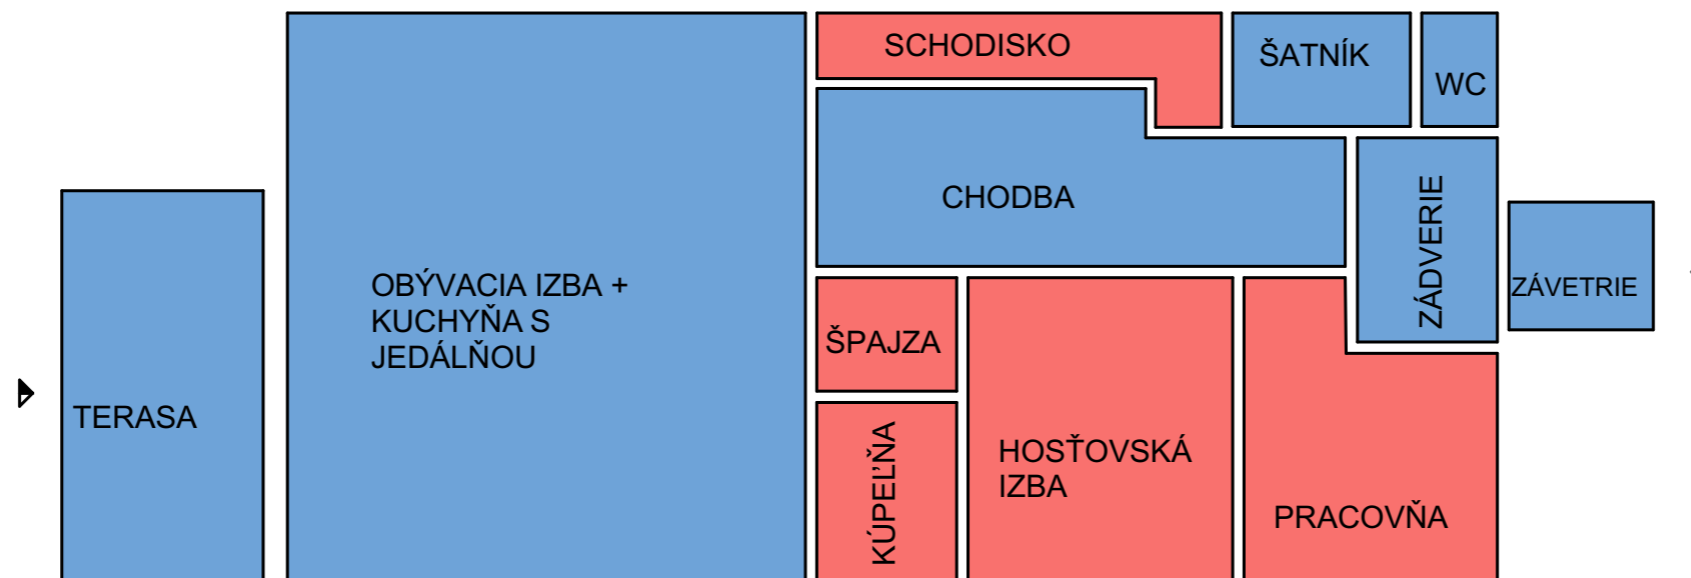 SCHODISKO
ŠATNÍK
WC
CHODBA
ZÁDVERIE
ZÁVETRIE
OBÝVACIA IZBA +
KUCHYŇA S
JEDÁLŇOU
ŠPAJZA
TERASA
KÚPEĽŇA
HOSŤOVSKÁ
IZBA
PRACOVŇA